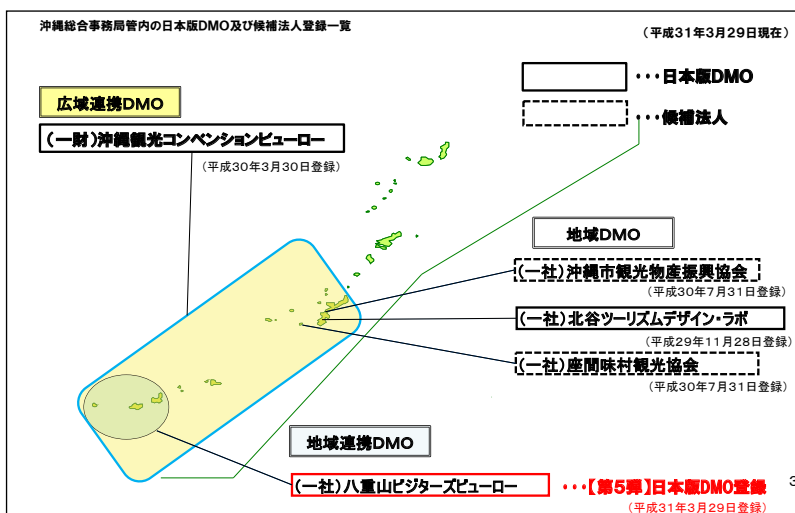 沖縄総合事務局管内の日本版DMO及び候補法人登録一覧
(平成31年3月29日現在)
・・・日本版DMO
・・・候補法人
広域連携DMO
(一財)沖縄観光コンベンションビューロー
(平成30年3月30日登録)
地域DMO
(一社)沖縄市観光物産振興協会
(平成30年7月31日登録)
(一社)北谷ツーリズムデザイン・ラボ
(平成29年11月28日登録)
(一社)座間味村観光協会
(平成30年7月31日登録)
地域連携DMO
(一社)八重山ビジターズビューロー
・・・【第5弾】日本版DMO登録
(平成31年3月29日登録)
3